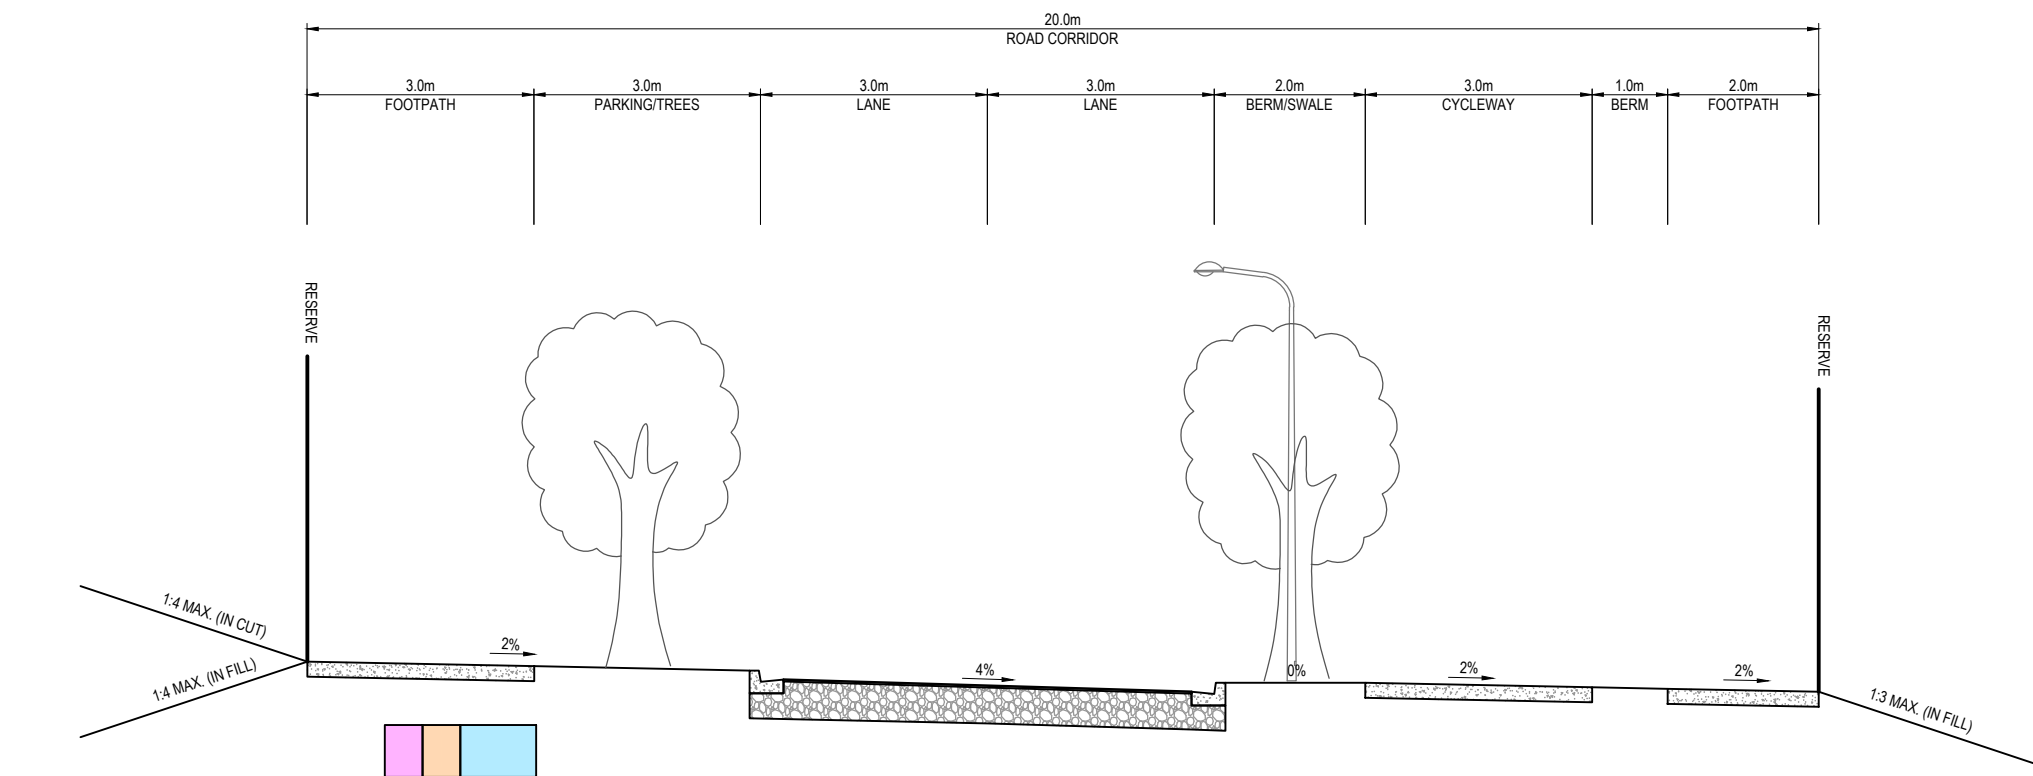 20.0m
ROAD CORRIDOR
3.0m
FOOTPATH
3.0m
PARKING/TREES
3.0m
LANE
3.0m
LANE
2.0m
BERM/SWALE
3.0m
CYCLEWAY
1.0m
BERM
2.0m
FOOTPATH
RESERVE
RESERVE
1:4 MAX. (IN CUT)
1:4 MAX. (IN FILL)
2%
4%
0%
2%
2%
1:3 MAX. (IN FILL)